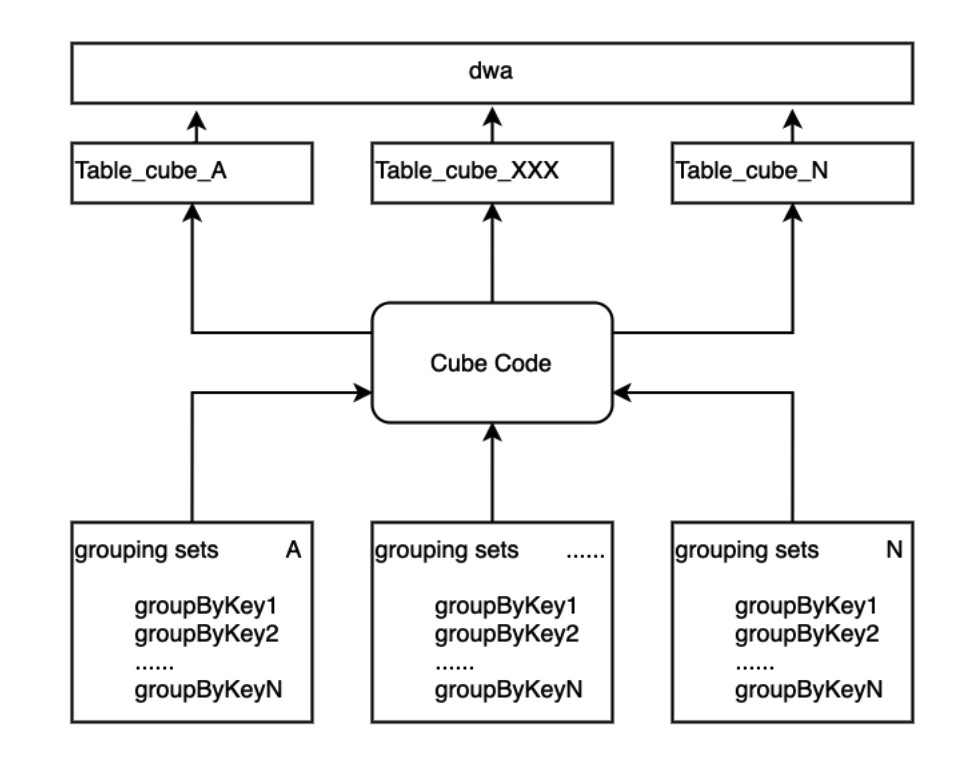 dwa
Table_cube_A
Table_cube_XXX
Table_cube_N
Cube Code
grouping sets A
groupByKey1
groupByKey2
......
groupByKeyN
grouping sets ......
groupByKey1
groupByKey2
......
groupByKeyN
grouping sets N
groupByKey1
groupByKey2
......
groupByKeyN